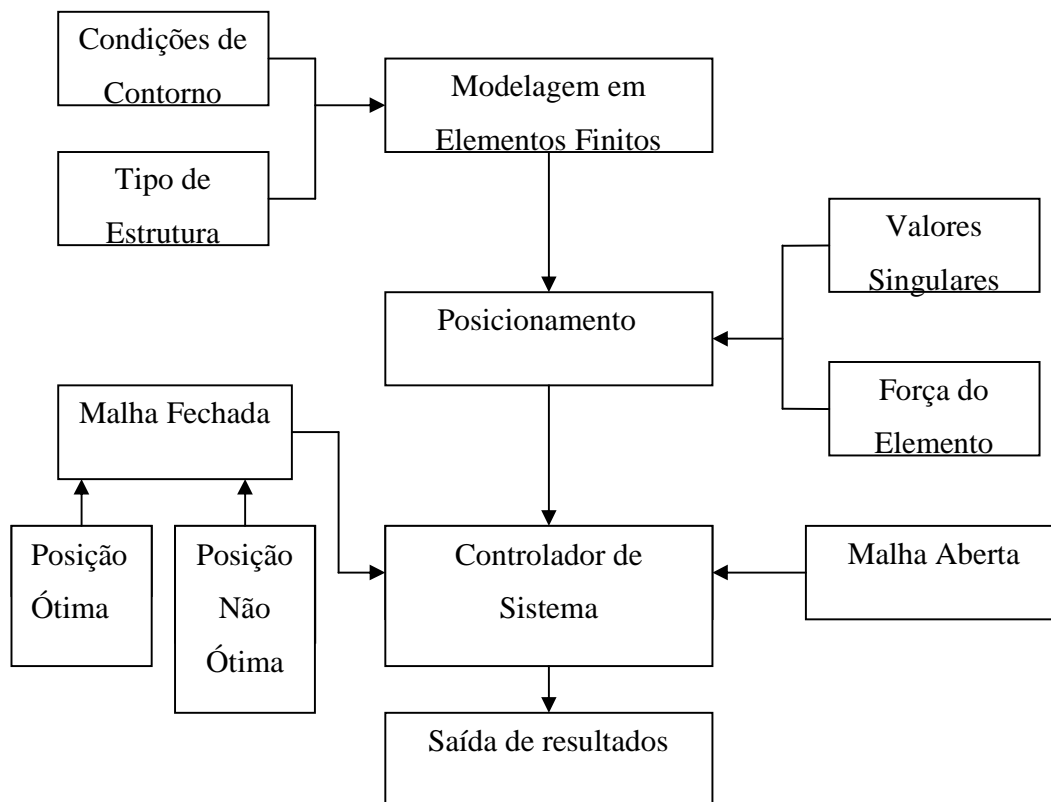 Condições de
Contorno
Modelagem em
Elementos Finitos
Tipo de
Estrutura
Valores
Singulares
Posicionamento
Força do
Elemento
Malha Fechada
Posição
Ótima
Posição
Não
Ótima
Controlador de
Sistema
Malha Aberta
Saída de resultados